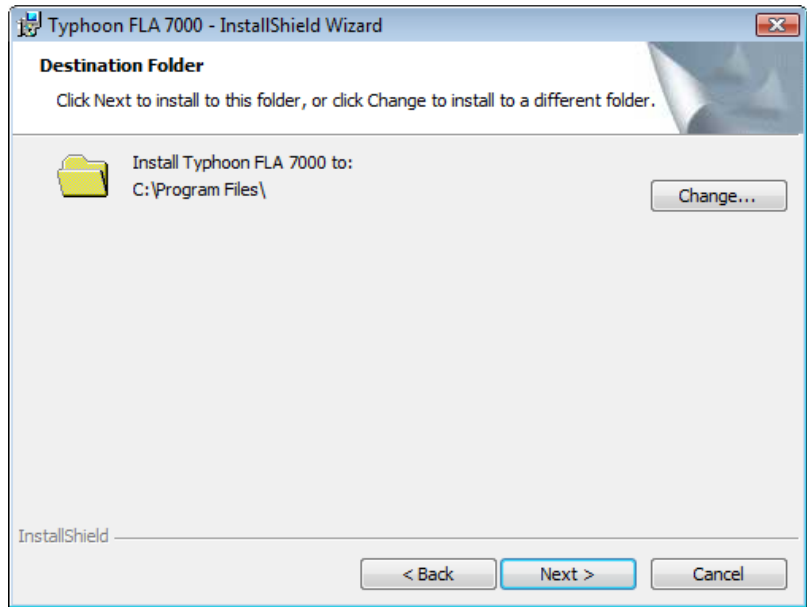 Typhoon FLA 7000 - InstallShield Wizard
Destination Folder
Click Next to install to this folder, or click Change to install to a different folder.
Install Typhoon FLA 7000 to:
C:\Program Files\
Change...
InstallShield
< Back
Next >
Cancel